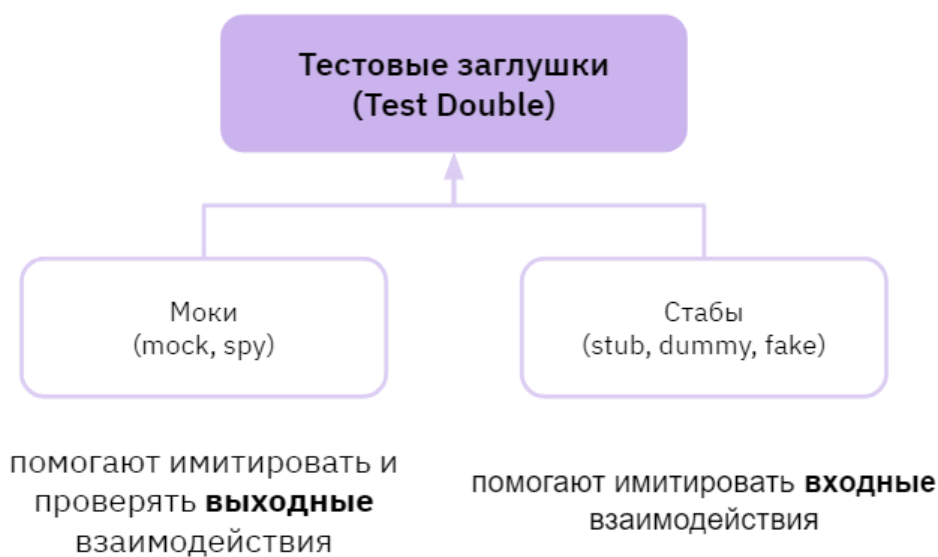 Тестовые заглушки
(Test Double)
Моки
(mock, spy)
Стабы
(stub, dummy, fake)
помогают имитировать и
проверять выходные
взаимодействия
помогают имитировать входные
взаимодействия